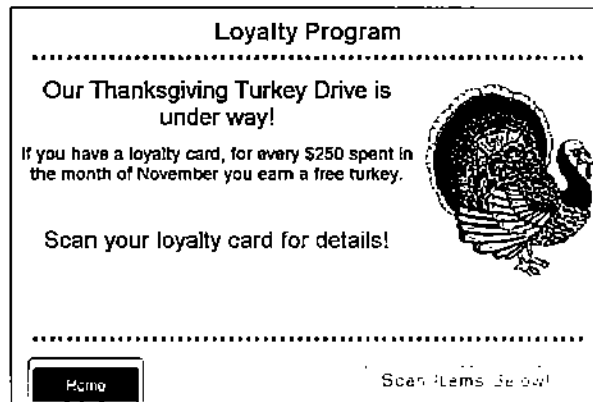 Loyalty Program
Our Thanksgiving Turkey Drive is
under way!
If you have a loyalty card, for every $250 spent in
the month of November you earn a free turkey.
Scan your loyalty card for details!
Home
Scan Items Below!